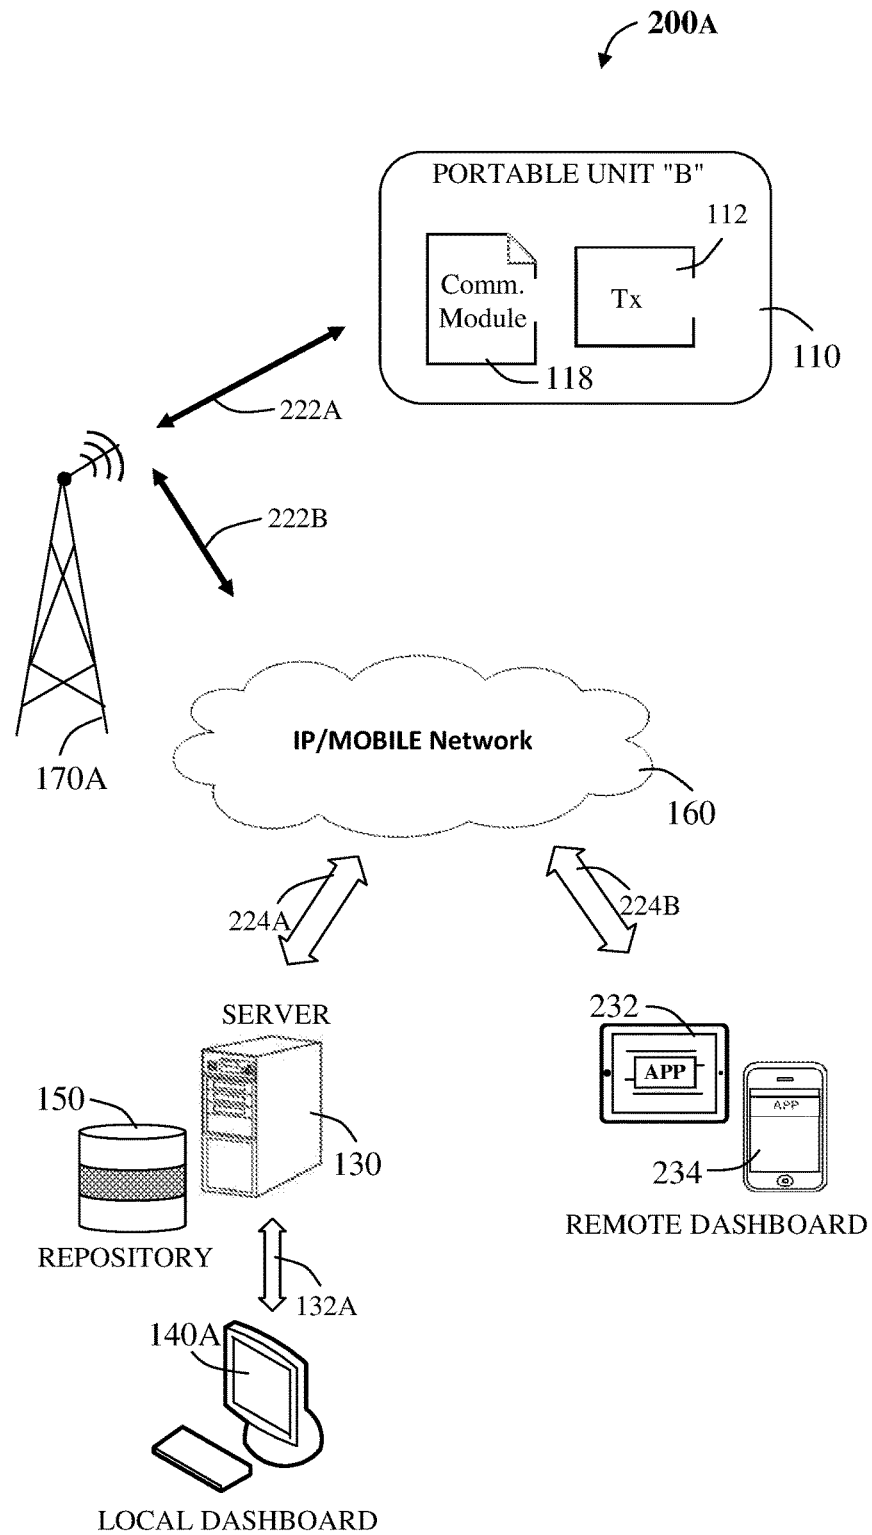 200A
PORTABLE UNIT "B"
112
Comm.
Module
Tx
110
118
222A
222B
IP/MOBILE Network
170A
160
224A
224B
SERVER
232
APP
150
APP
130
234
REMOTE DASHBOARD
REPOSITORY
132A
140A
LOCAL DASHBOARD